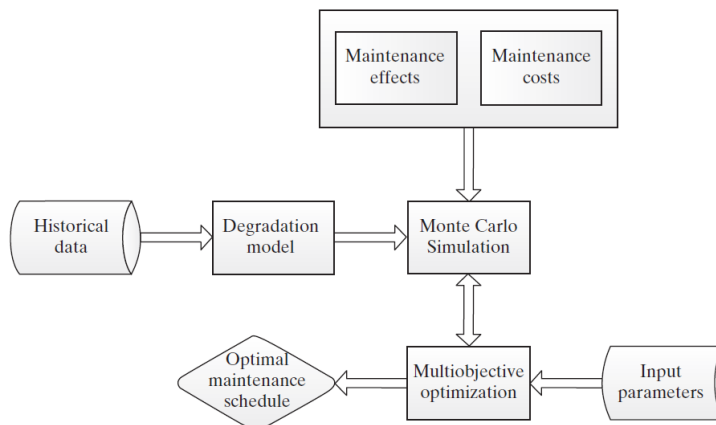 Maintenance
effects
Maintenance
costs
Historical
data
Degradation
model
Monte Carlo
Simulation
Optimal
maintenance
schedule
Multiobjective
optimization
Input
parameters